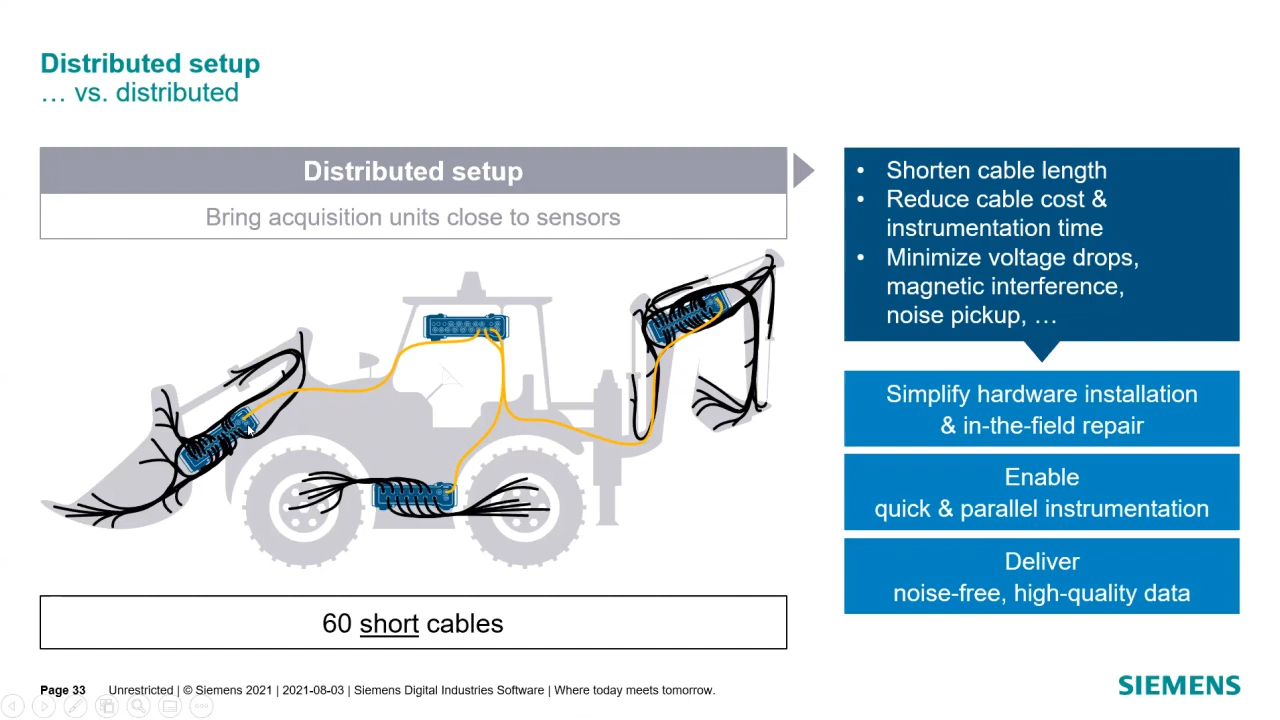 Distributed setup
… vs. distributed
Distributed setup
Bring acquisition units close to sensors
60 short cables
• Shorten cable length
• Reduce cable cost &
instrumentation time
• Minimize voltage drops,
magnetic interference,
noise pickup, …
Simplify hardware installation
& in-the-field repair
Enable
quick & parallel instrumentation
Deliver
noise-free, high-quality data
Page 33 Unrestricted | © Siemens 2021 | 2021-08-03 | Siemens Digital Industries Software | Where today meets tomorrow.
SIEMENS